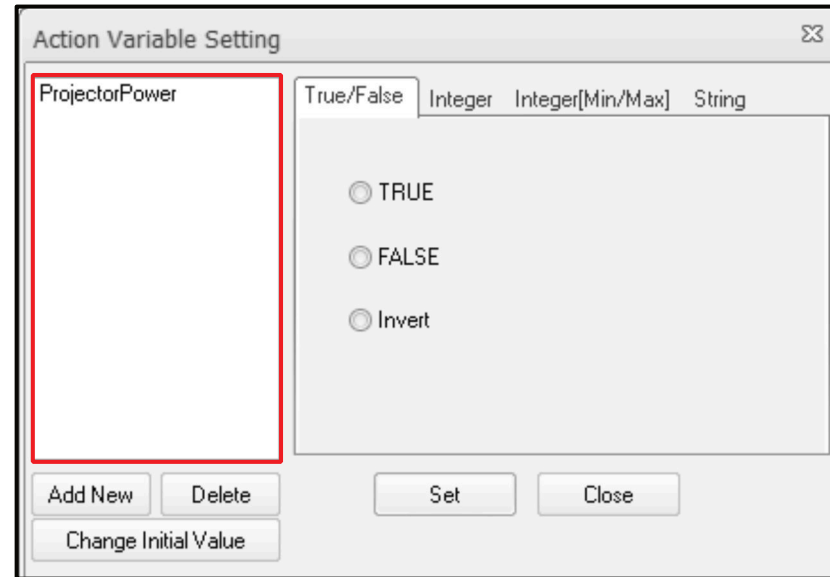 Action Variable Setting
ProjectorPower
True/False Integer Integer[Min/Max] String
TRUE
FALSE
Invert
Add New Delete Set Close
Change Initial Value